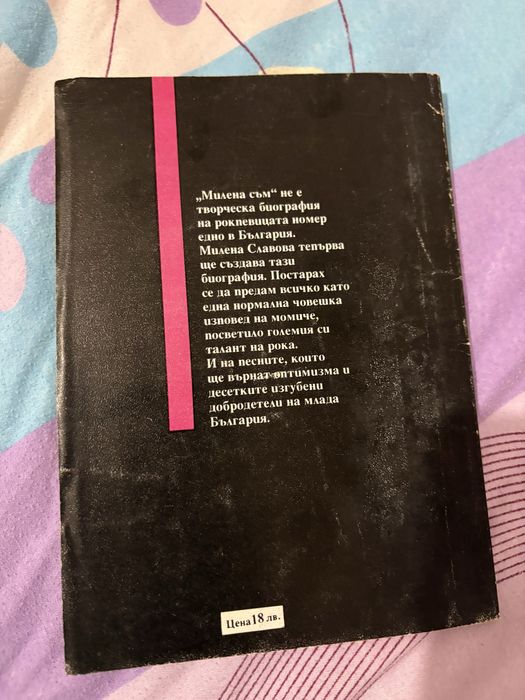 „Милена съм“ не е
творческа биография
на рокпевицата номер
едно в България.
Милена Славова тепърва
ще създава тази
биография. Постарах
се да предам всичко като
една нормална човешка
изповед на момиче,
посветило големия си
талант на рока.
И на песните, които
ще върнат оптимизма и
десетките изгубени
добродетели на млада
България.
Цена 18 лв.